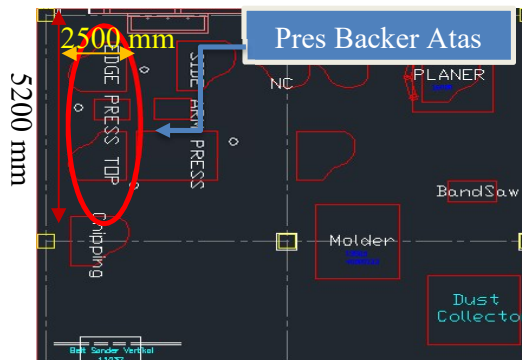 2500 mm
Pres Backer Atas
5200 mm
EDGE PRESS TOP
SIDE ARM PRESS
NC
PLANER
BandSaw
Chipping
Molder
Dust
Collecto
Belt Sander Vertikel